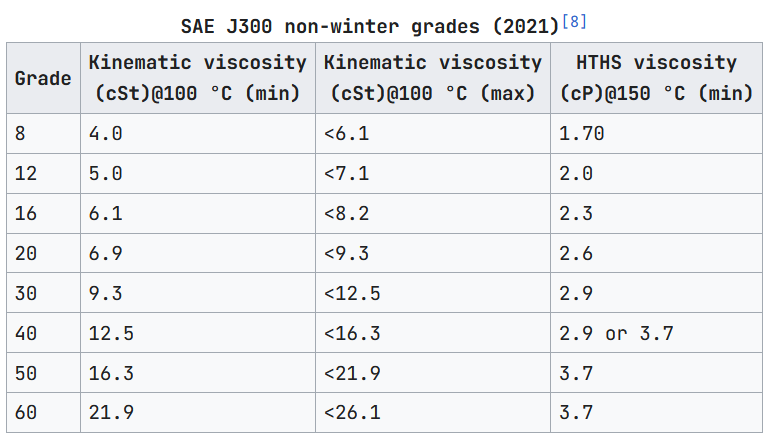 SAE J300 non-winter grades (2021)[8]
Grade Kinematic viscosity (cSt)@100 °C (min) Kinematic viscosity (cSt)@100 °C (max) HTHS viscosity (cP)@150 °C (min)
8 4.0 <6.1 1.70
12 5.0 <7.1 2.0
16 6.1 <8.2 2.3
20 6.9 <9.3 2.6
30 9.3 <12.5 2.9
40 12.5 <16.3 2.9 or 3.7
50 16.3 <21.9 3.7
60 21.9 <26.1 3.7